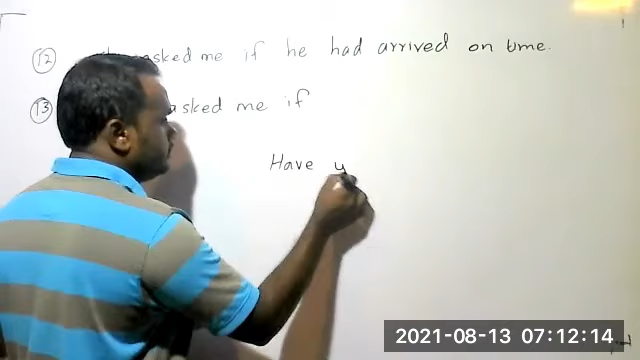 12 asked me if he had arrived on time.
13 asked me if
Have y
2021-08-13 07:12:14